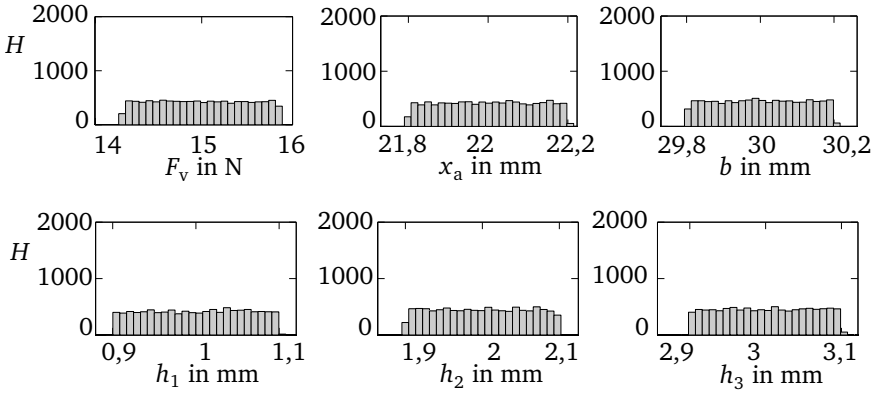 2000 2000 2000
H
1000 1000 1000
0 0 0
14 15 16 21,8 22 22,2 29,8 30 30,2
F_v in N x_a in mm b in mm
2000 2000 2000
H
1000 1000 1000
0 0 0
0,9 1 1,1 1,9 2 2,1 2,9 3 3,1
h_1 in mm h_2 in mm h_3 in mm